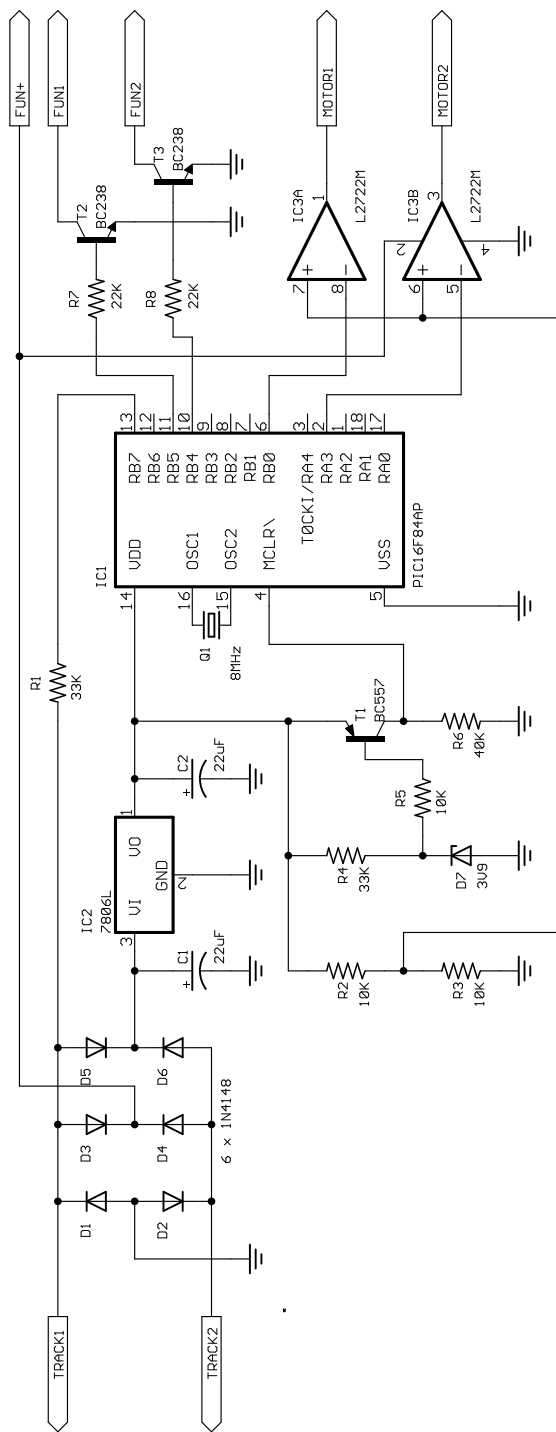 FUN+
FUN1
FUN2
MOTOR1
MOTOR2
T3
BC238
T2
BC238
IC3A
1
L2722M
7
+
8
-
IC3B
3
L2722M
2
4
6
+
5
-
R7
22K
R8
22K
13
12
11
10
9
8
7
6
3
2
1
18
17
RB7
RB6
RB5
RB4
RB3
RB2
RB1
RB0
T0CKI/RA4
RA3
RA2
RA1
RA0
VDD
OSC1
OSC2
MCLR\
VSS
IC1
PIC16F84AP
14
16
15
4
5
Q1
8MHz
R1
33K
T1
BC557
R6
40K
R5
10K
C2
22uF
+
R4
33K
D7
3V9
IC2
7806L
1
VO
GND
2
VI
3
C1
22uF
+
R2
10K
R3
10K
D5
D6
D3
D4
D1
D2
6 x 1N4148
TRACK1
TRACK2